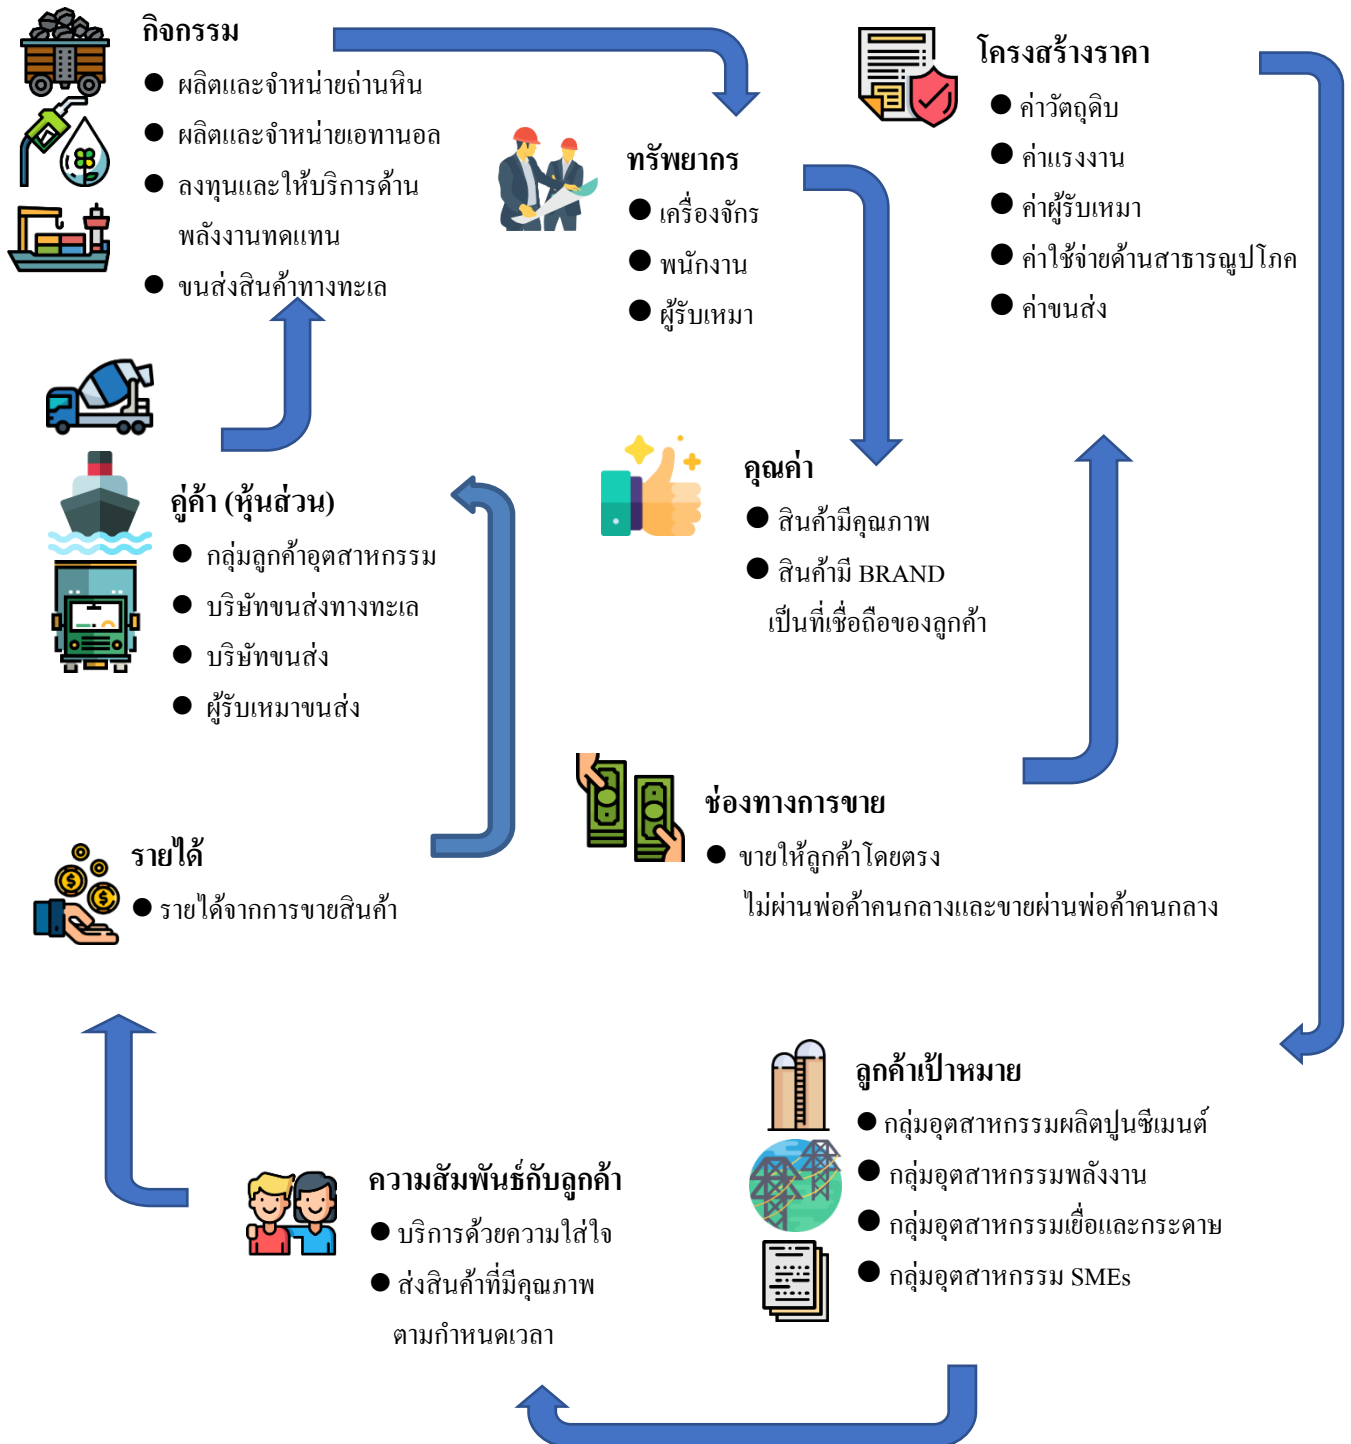 กิจกรรม
● ผลิตและจำหน่ายถ่านหิน
● ผลิตและจำหน่ายเอทานอล
● ลงทุนและให้บริการด้าน
พลังงานทดแทน
● ขนส่งสินค้าทางทะเล
ทรัพยากร
● เครื่องจักร
● พนักงาน
● ผู้รับเหมา
โครงสร้างราคา
● ค่าวัตถุดิบ
● ค่าแรงงาน
● ค่าผู้รับเหมา
● ค่าใช้จ่ายด้านสาธารณูปโภค
● ค่าขนส่ง
คู่ค้า (หุ้นส่วน)
● กลุ่มลูกค้าอุตสาหกรรม
● บริษัทขนส่งทางทะเล
● บริษัทขนส่ง
● ผู้รับเหมาขนส่ง
คุณค่า
● สินค้ามีคุณภาพ
● สินค้ามี BRAND
เป็นที่เชื่อถือของลูกค้า
รายได้
● รายได้จากการขายสินค้า
ช่องทางการขาย
● ขายให้ลูกค้าโดยตรง
ไม่ผ่านพ่อค้าคนกลางและขายผ่านพ่อค้าคนกลาง
ความสัมพันธ์กับลูกค้า
● บริการด้วยความใส่ใจ
● ส่งสินค้าที่มีคุณภาพ
ตามกำหนดเวลา
ลูกค้าเป้าหมาย
● กลุ่มอุตสาหกรรมผลิตปูนซีเมนต์
● กลุ่มอุตสาหกรรมพลังงาน
● กลุ่มอุตสาหกรรมเยื่อและกระดาษ
● กลุ่มอุตสาหกรรม SMEs